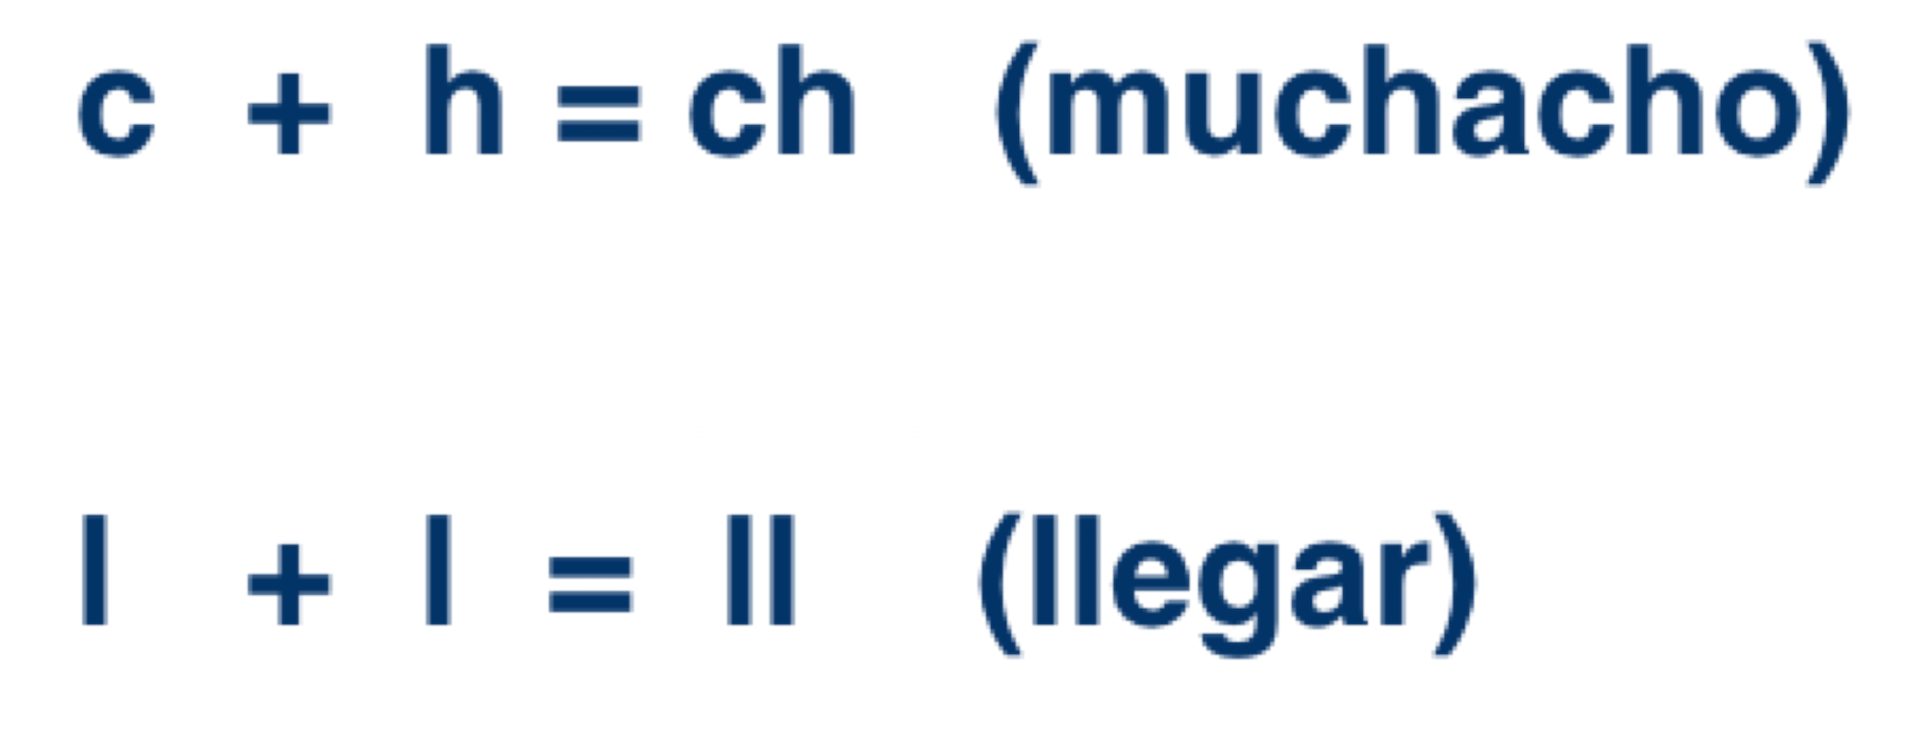 c + h = ch (muchacho)
l + l = ll (llegar)